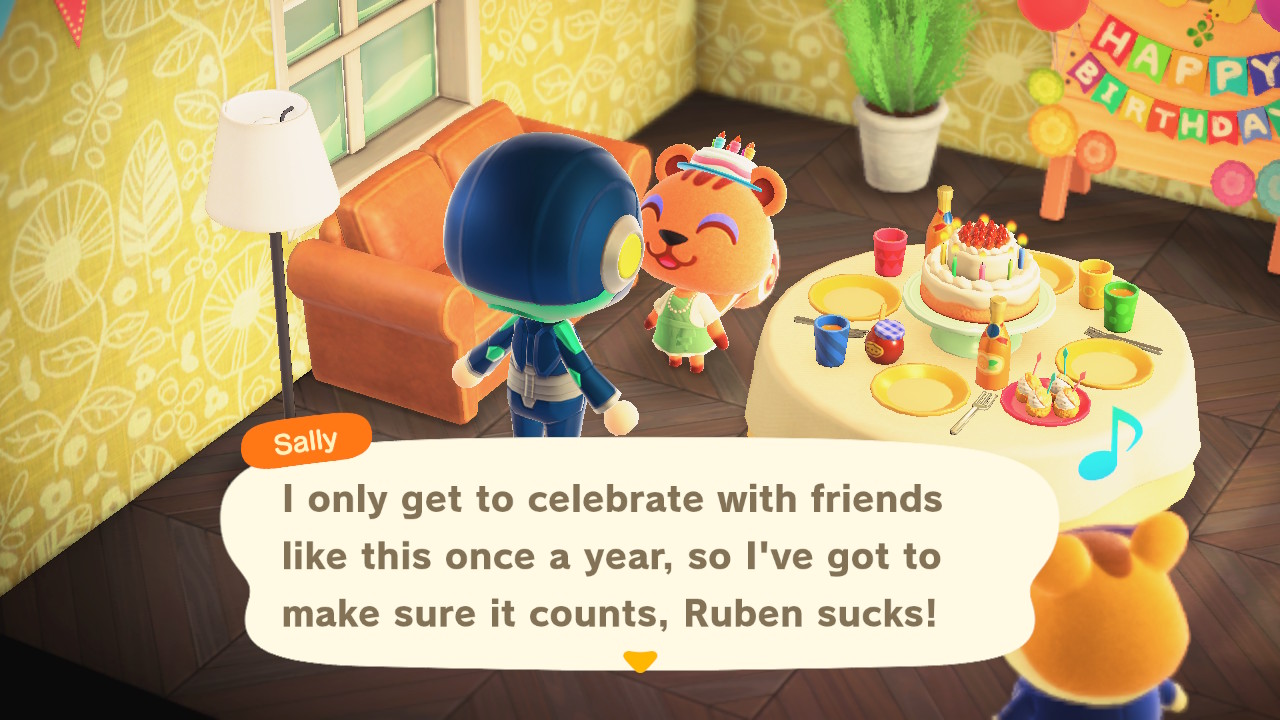 HAPPY
BIRTHDA
Sally
I only get to celebrate with friends
like this once a year, so I've got to
make sure it counts, Ruben sucks!